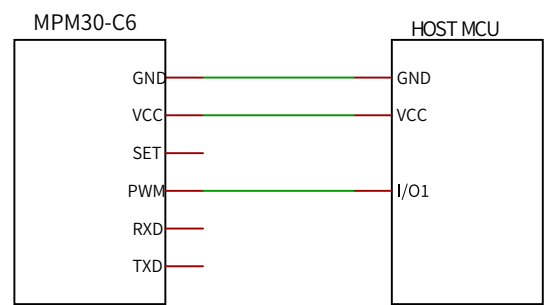 MPM30-C6
HOST MCU
GND
GND
VCC
VCC
SET
PWM
I/O1
RXD
TXD